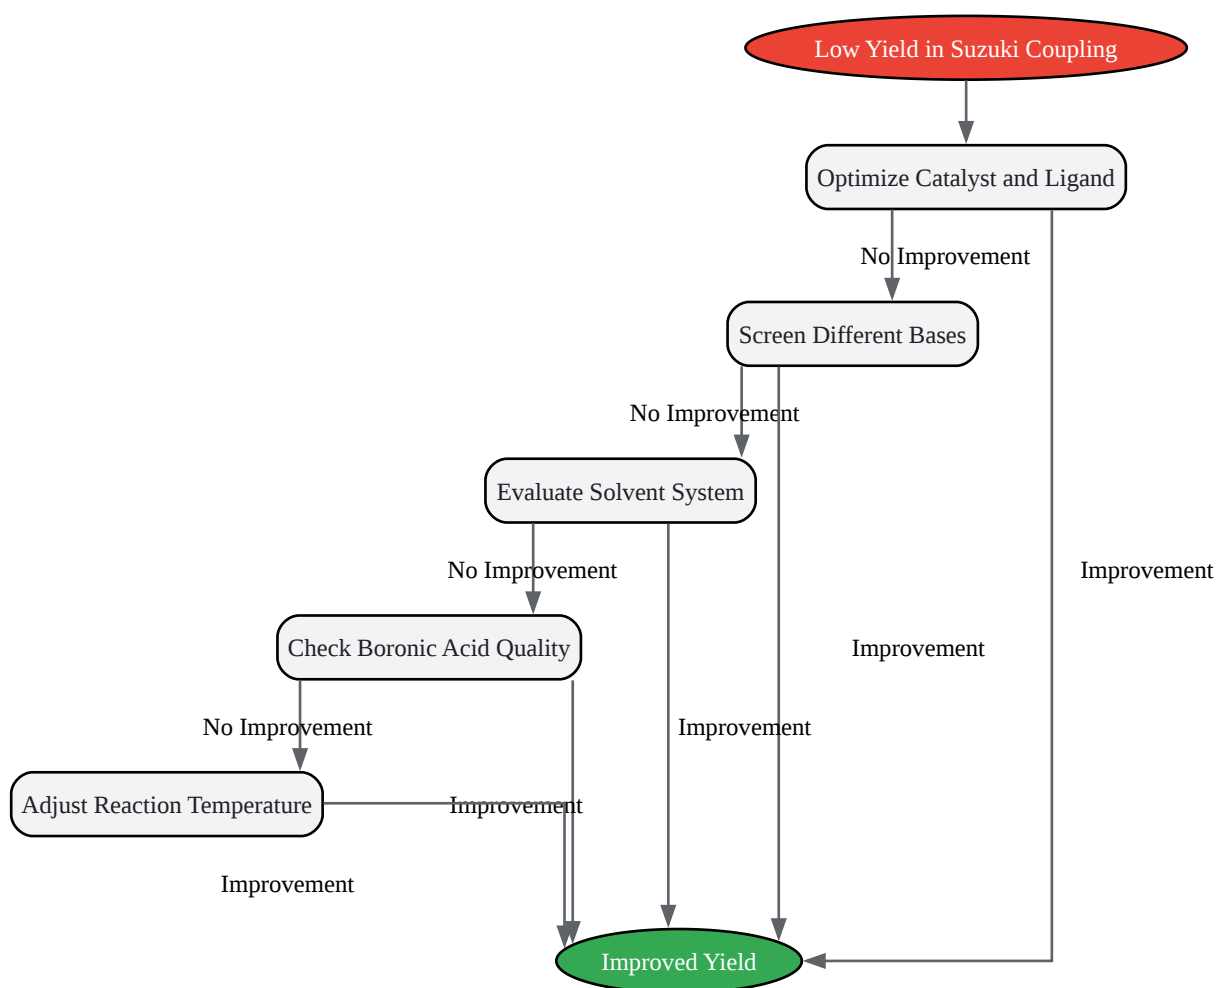 Low Yield in Suzuki Coupling
Optimize Catalyst and Ligand
No Improvement
Screen Different Bases
No Improvement
Evaluate Solvent System
No Improvement
Improvement
Check Boronic Acid Quality
Improvement
No Improvement
Improvement
Adjust Reaction Temperature
Improvement
Improvement
Improved Yield